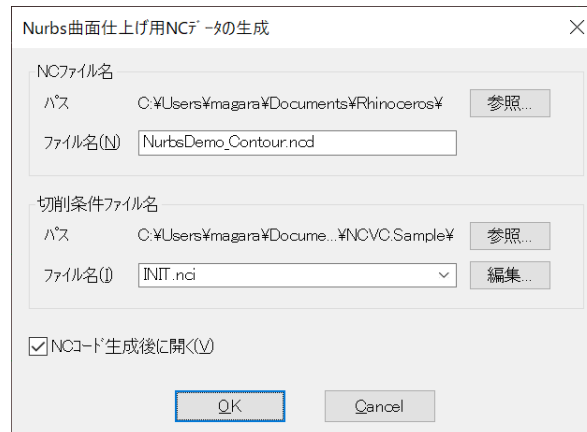 Nurbs曲面仕上げ用NCﾃﾞｰﾀの生成
NCﾌｧｲﾙ名
ﾊﾟｽ C:¥Users¥magara¥Documents¥Rhinoceros¥ 参照...
ﾌｧｲﾙ名(N) NurbsDemo_Contour.ncd
切削条件ﾌｧｲﾙ名
ﾊﾟｽ C:¥Users¥magara¥Docume...¥NCVC.Sample¥ 参照...
ﾌｧｲﾙ名(I) INIT.nci 編集...
NCｺｰﾄﾞ生成後に開く(V)
OK Cancel